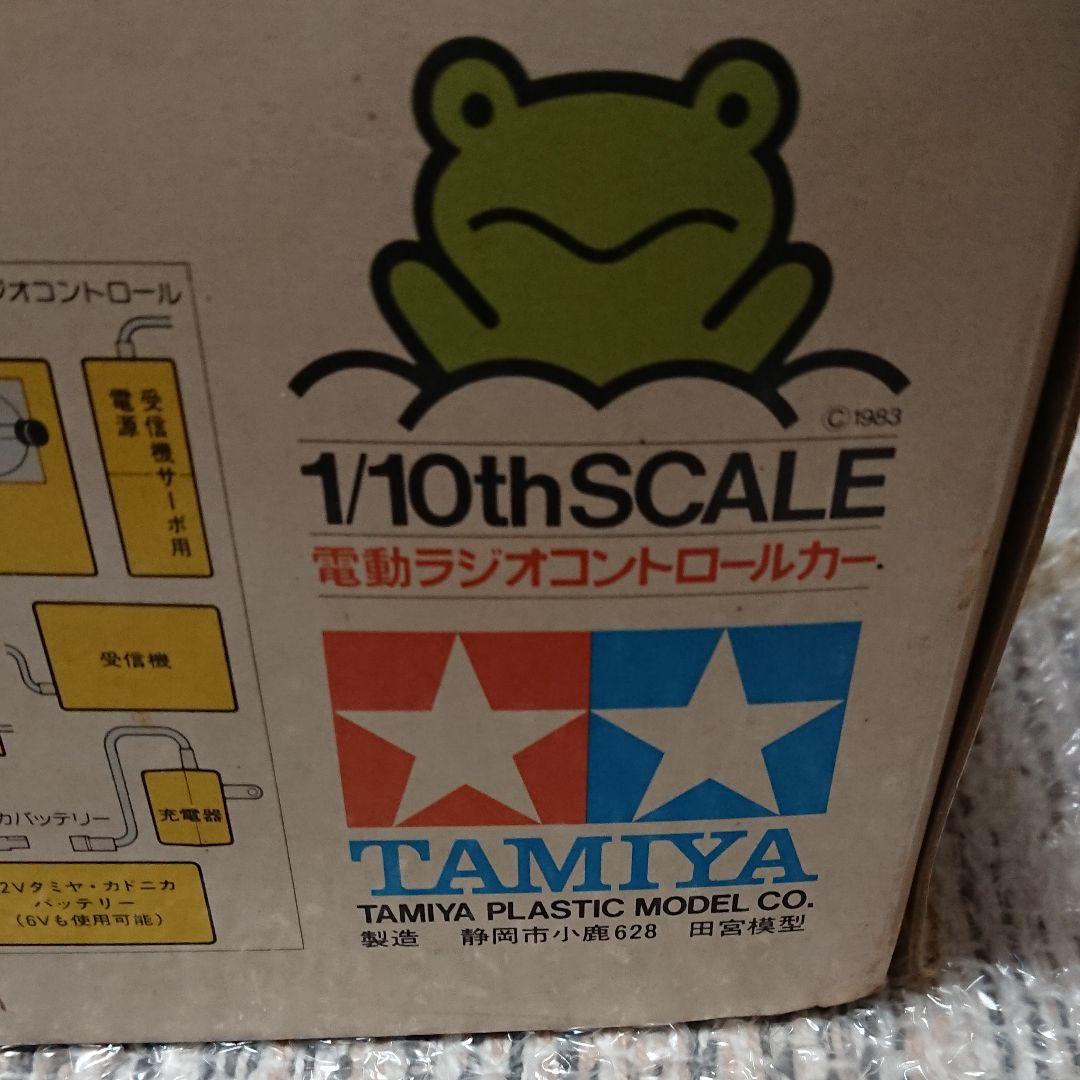 ジオコントロール
受信機サーボ用
電源
受信機
カバッテリー
充電器
2Vタミヤ・カドニカ
バッテリー
(6Vも使用可能)
©1983
1/10th SCALE
電動ラジオコントロールカー
TAMIYA
TAMIYA PLASTIC MODEL CO.
製造 静岡市小鹿628 田宮模型